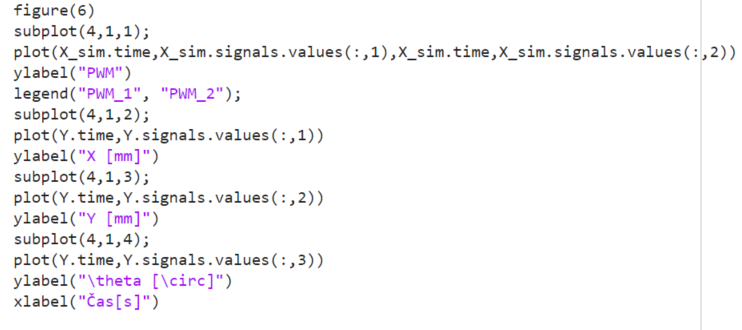 figure(6)
subplot(4,1,1);
plot(X_sim.time,X_sim.signals.values(:,1),X_sim.time,X_sim.signals.values(:,2))
ylabel("PWM")
legend("PWM_1", "PWM_2");
subplot(4,1,2);
plot(Y.time,Y.signals.values(:,1))
ylabel("X [mm]")
subplot(4,1,3);
plot(Y.time,Y.signals.values(:,2))
ylabel("Y [mm]")
subplot(4,1,4);
plot(Y.time,Y.signals.values(:,3))
ylabel("\theta [\circ]")
xlabel("Čas[s]")